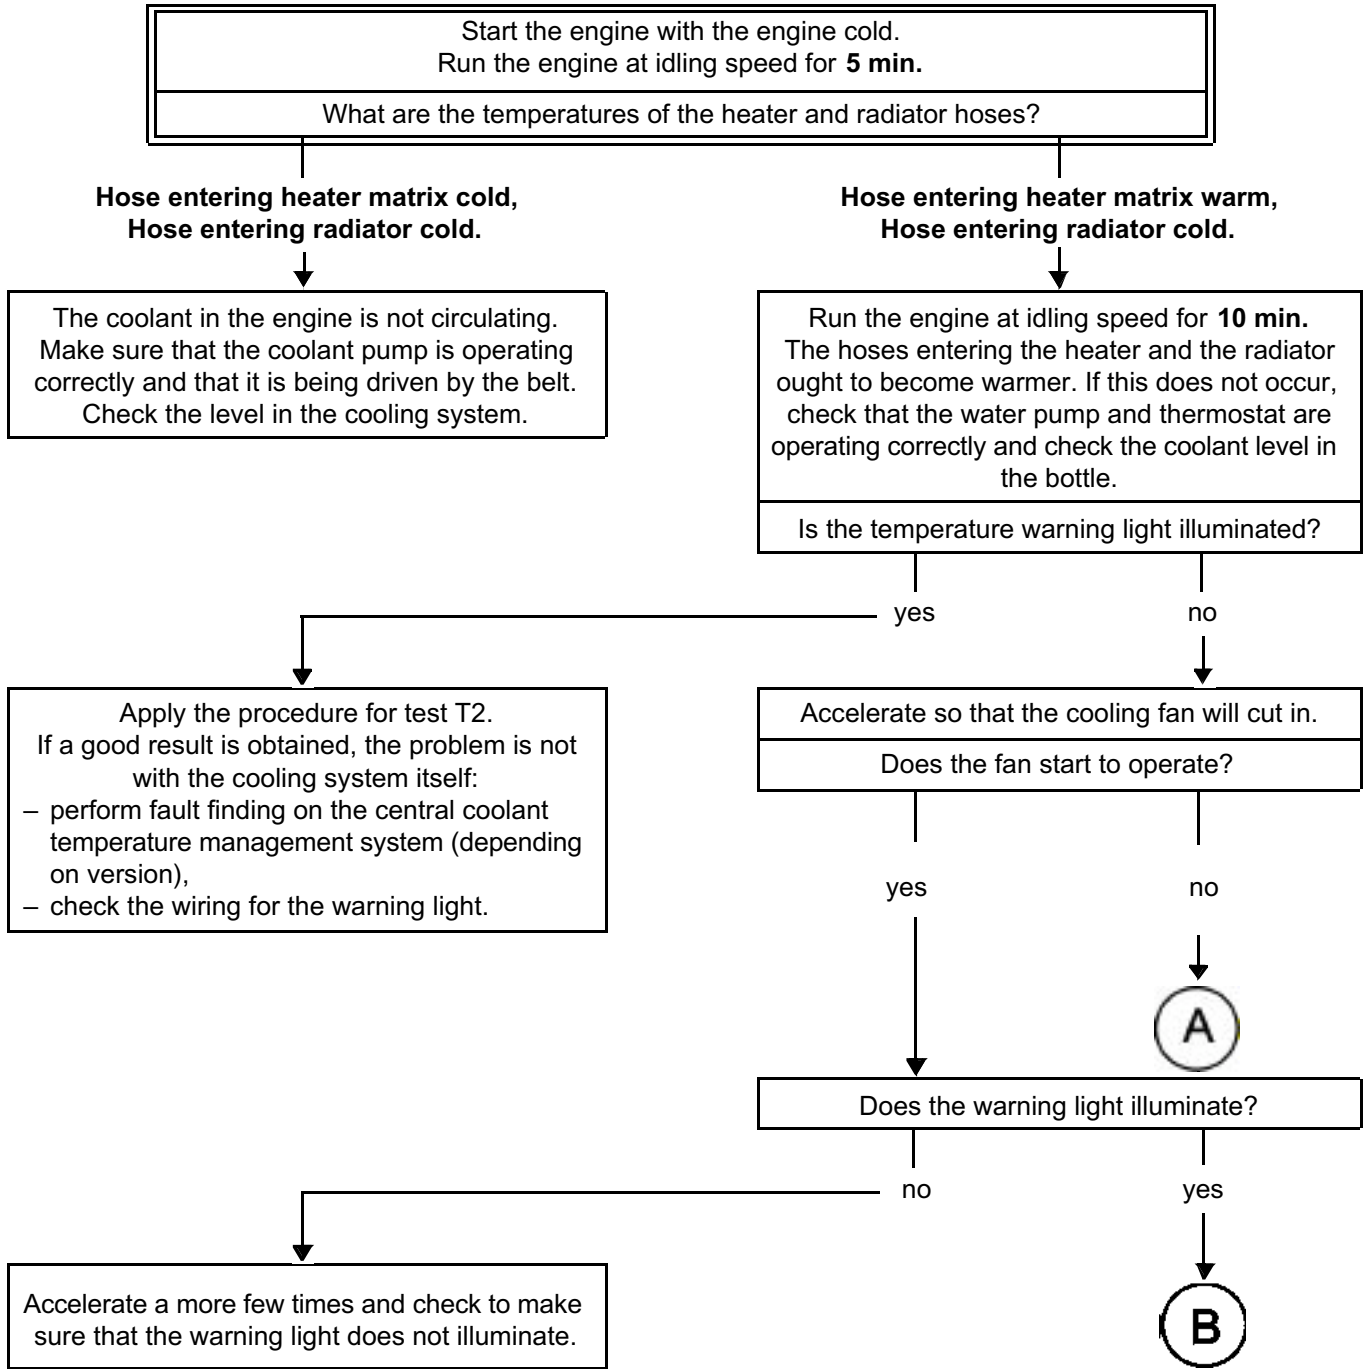 Start the engine with the engine cold.
Run the engine at idling speed for 5 min.
What are the temperatures of the heater and radiator hoses?
Hose entering heater matrix cold,
Hose entering radiator cold.
Hose entering heater matrix warm,
Hose entering radiator cold.
The coolant in the engine is not circulating.
Make sure that the coolant pump is operating
correctly and that it is being driven by the belt.
Check the level in the cooling system.
Run the engine at idling speed for 10 min.
The hoses entering the heater and the radiator
ought to become warmer. If this does not occur,
check that the water pump and thermostat are
operating correctly and check the coolant level in
the bottle.
Is the temperature warning light illuminated?
yes
no
Apply the procedure for test T2.
If a good result is obtained, the problem is not
with the cooling system itself:
– perform fault finding on the central coolant
temperature management system (depending
on version),
– check the wiring for the warning light.
Accelerate so that the cooling fan will cut in.
Does the fan start to operate?
yes
no
A
Does the warning light illuminate?
no
yes
Accelerate a more few times and check to make
sure that the warning light does not illuminate.
B